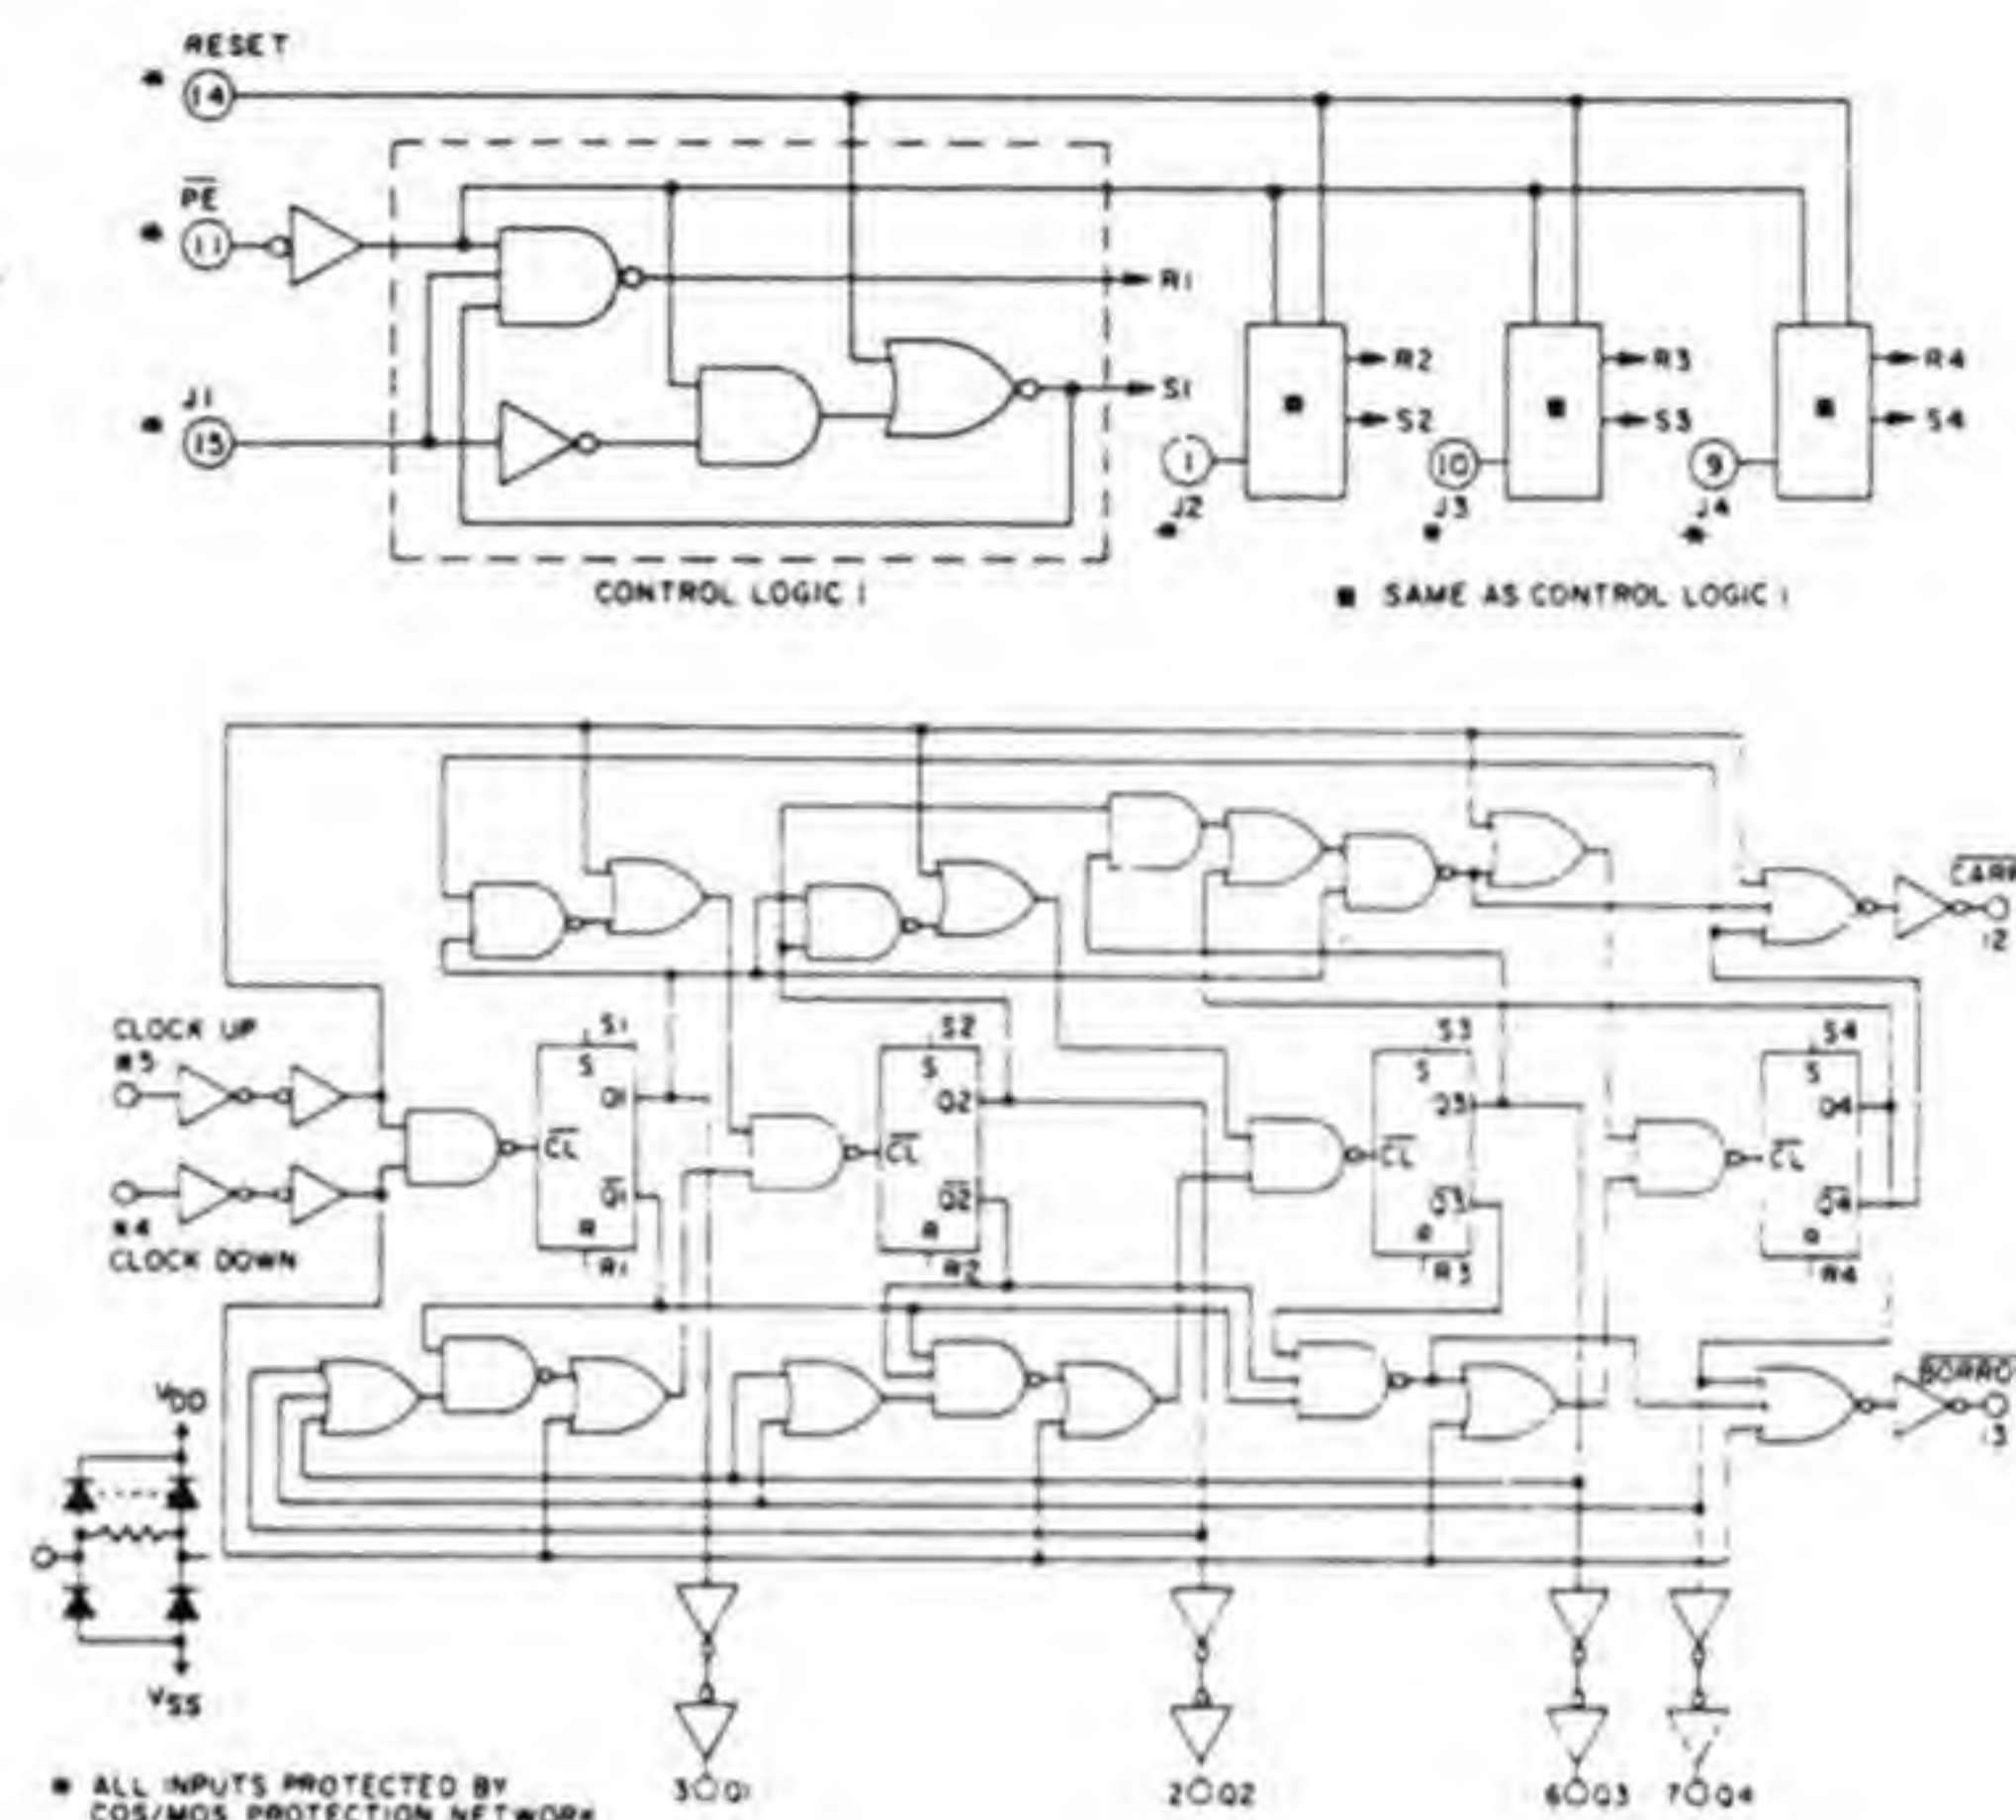 RESET
14
PE
11
R1
J1
15
S1
R2
S2
R3
S3
R4
S4
1
10
9
J2
J3
J4
CONTROL LOGIC 1
SAME AS CONTROL LOGIC 1
CARR
12
CLOCK UP
5
4
CLOCK DOWN
S1
S
Q1
CL
Q1
R
R1
S2
S
Q2
CL
Q2
R
R2
S3
S
Q3
CL
Q3
R
R3
S4
S
Q4
CL
Q4
R
R4
BORRO
13
VDD
VSS
ALL INPUTS PROTECTED BY
COS/MOS PROTECTION NETWORK
3 Q1
2 Q2
6 Q3
7 Q4